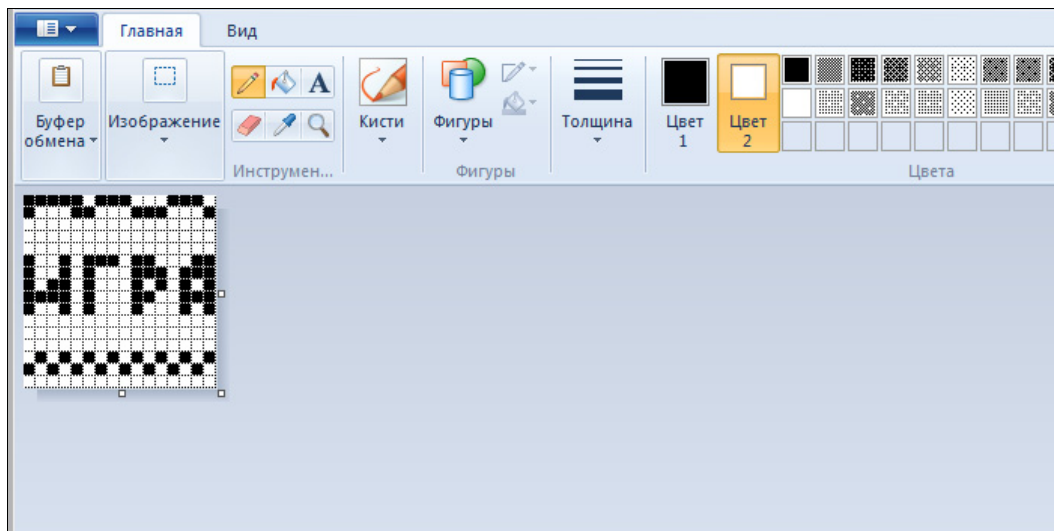 Главная Вид
Буфер обмена
Изображение
A
Инструмен...
Кисти
Фигуры
Фигуры
Толщина
Цвет 1
Цвет 2
Цвета
ИГРА